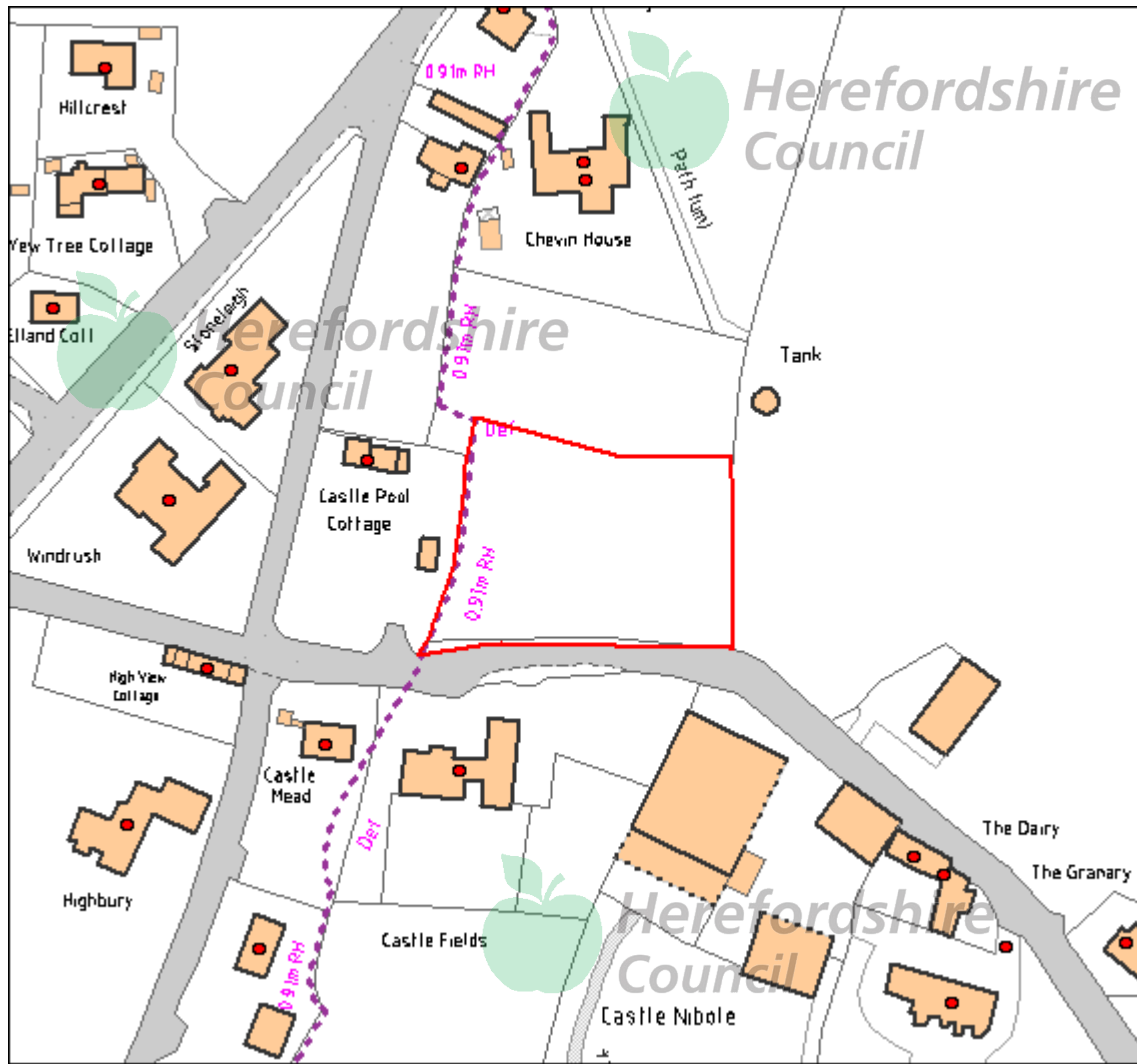 0.91m RH
Herefordshire
Council
Hillcrest
Path (um)
Yew Tree Cottage
Chevin House
Stoneleigh
Herefordshire
Council
Elland Cott
0.91m RH
Tank
Def
Castle Pool
Cottage
Windrush
0.91m RH
High View
Cottage
Castle
Mead
Def
The Dairy
The Granary
Highbury
Herefordshire
Council
Castle Fields
0.91m RH
Castle Nibole